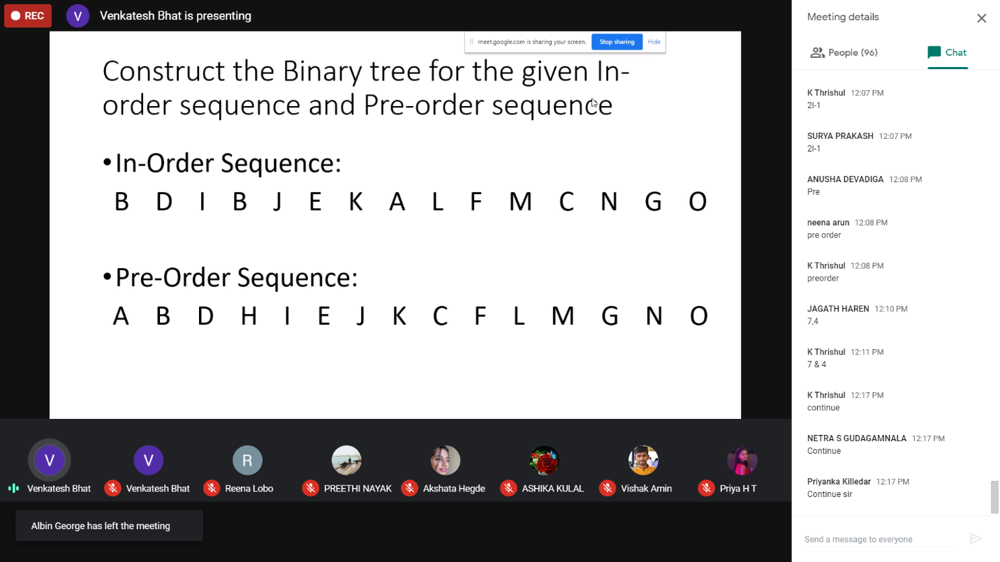 REC
V
Venkatesh Bhat is presenting
meet.google.com is sharing your screen. Stop sharing Hide
Construct the Binary tree for the given In-
order sequence and Pre-order sequence
•In-Order Sequence:
B D I B J E K A L F M C N G O
•Pre-Order Sequence:
A B D H I E J K C F L M G N O
V
Venkatesh Bhat
V
Venkatesh Bhat
R
Reena Lobo
PREETHI NAYAK
Akshata Hegde
ASHIKA KULAL
Vishak Amin
Priya H T
Albin George has left the meeting
Meeting details
People (96)
Chat
K Thrishul 12:07 PM
2l-1
SURYA PRAKASH 12:07 PM
2l-1
ANUSHA DEVADIGA 12:08 PM
Pre
neena arun 12:08 PM
pre order
K Thrishul 12:08 PM
preorder
JAGATH HAREN 12:10 PM
7,4
K Thrishul 12:11 PM
7 & 4
K Thrishul 12:17 PM
continue
NETRA S GUDAGAMNALA 12:17 PM
Continue
Priyanka Killedar 12:17 PM
Continue sir
Send a message to everyone